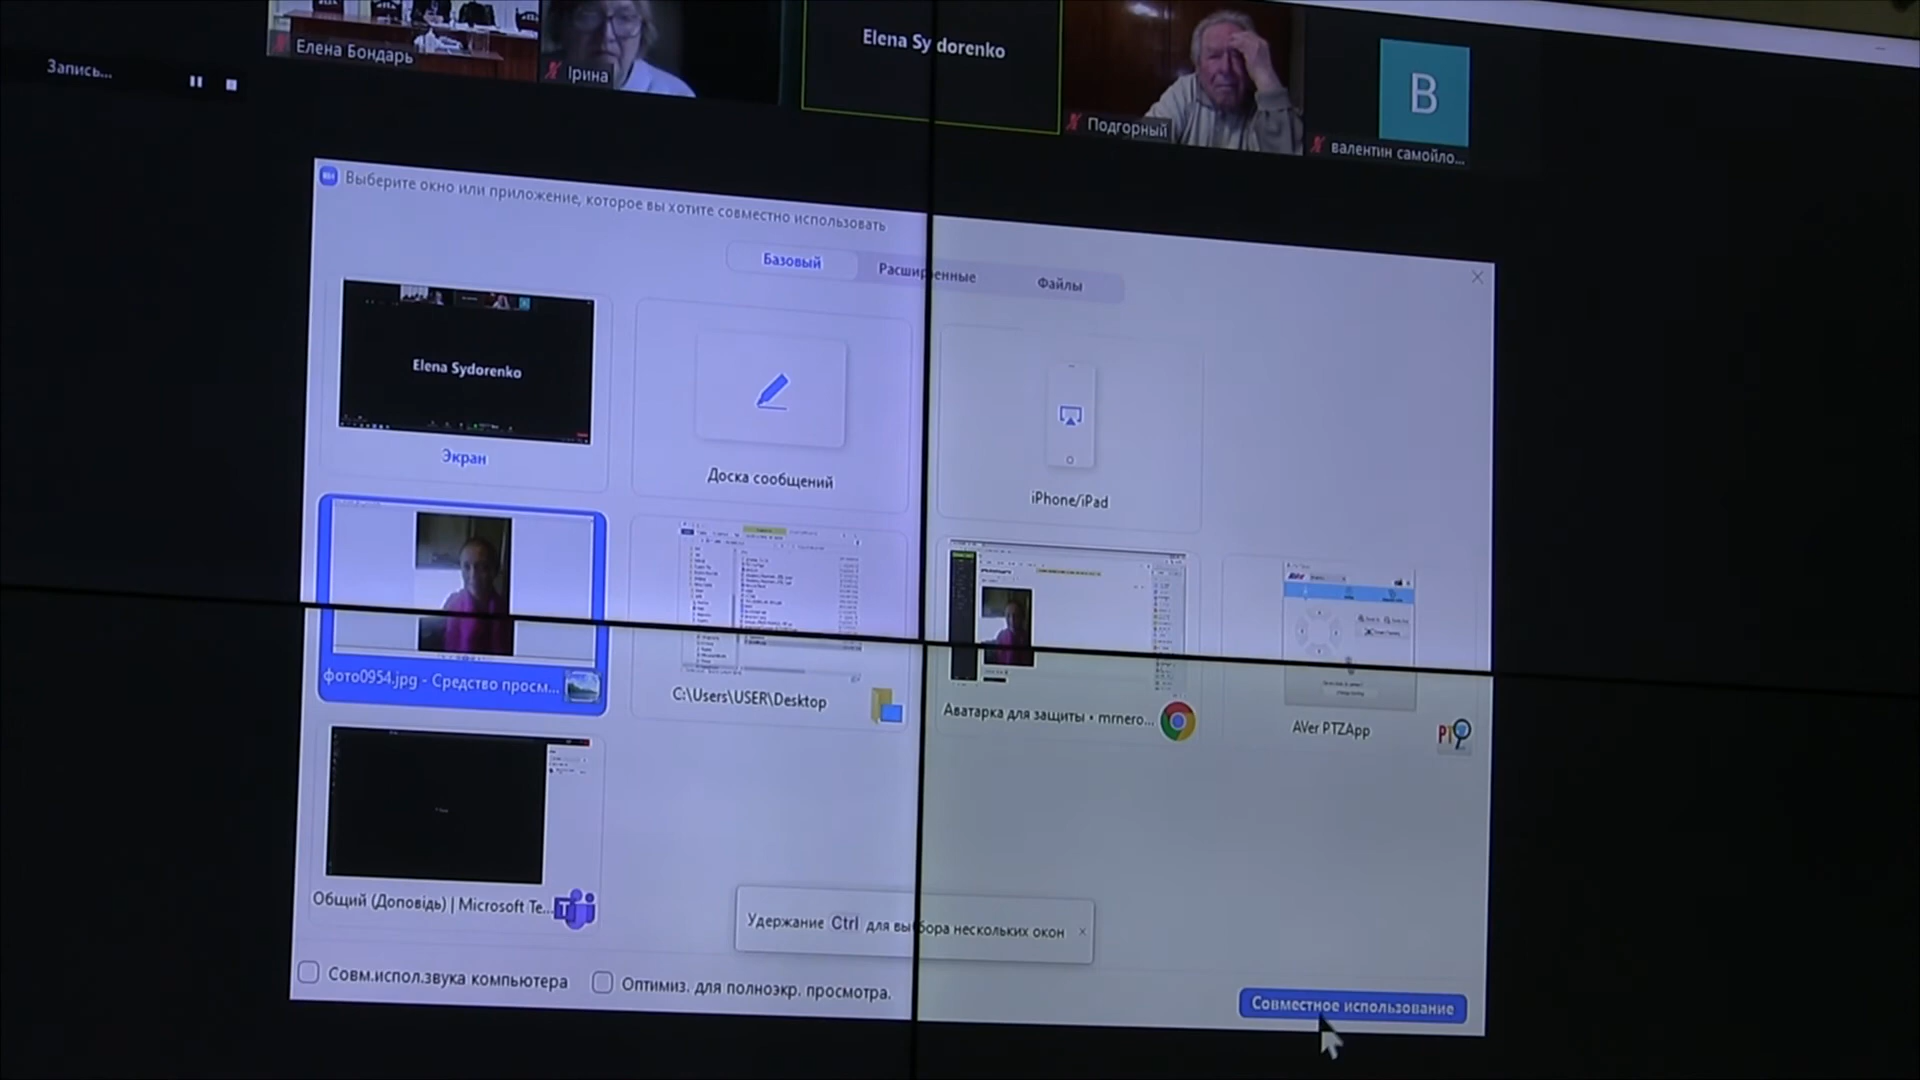 Запись...
Елена Бондарь
Ірина
Elena Sydorenko
Подгорный
B
валентин самойло...
Выберите окно или приложение, которое вы хотите совместно использовать
Базовый
Расширенные
Файлы
Elena Sydorenko
Экран
Доска сообщений
iPhone/iPad
фото0954.jpg - Средство просм...
C:\Users\USER\Desktop
Аватарка для защиты • mrnero...
AVer PTZApp
Общий (Доповідь) | Microsoft Te...
Удержание Ctrl для выбора нескольких окон
Совм.испол.звука компьютера
Оптимиз. для полноэкр. просмотра.
Совместное использование